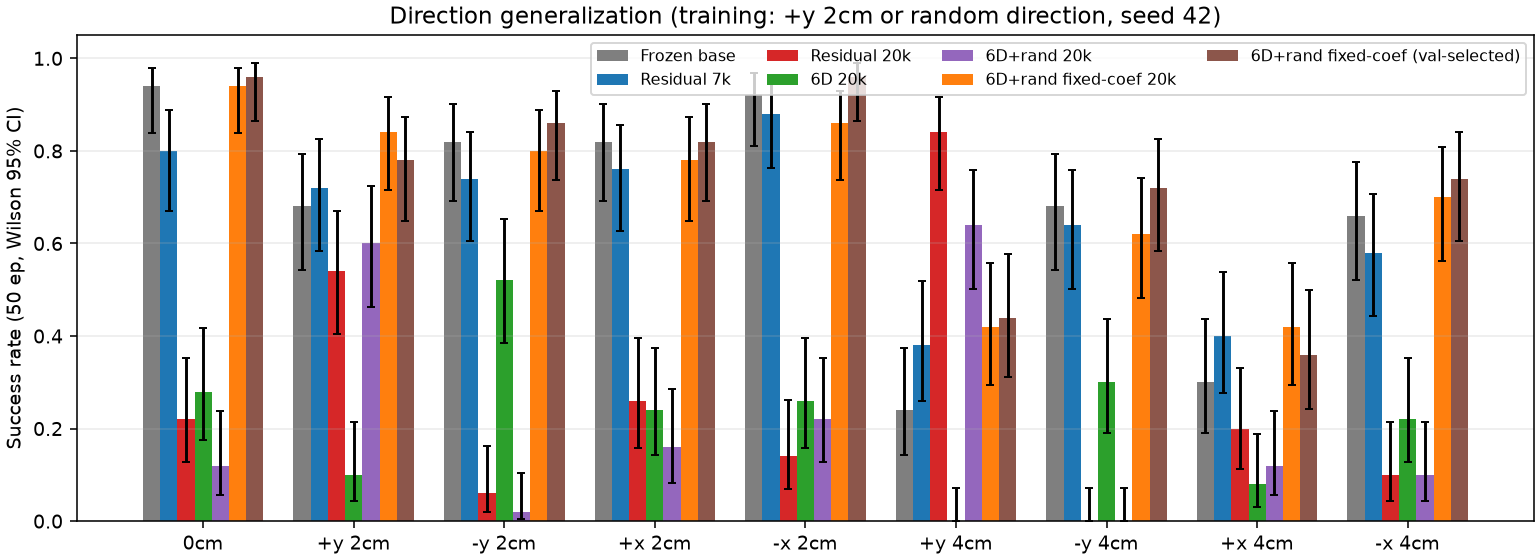 Direction generalization (training: +y 2cm or random direction, seed 42)
Frozen base
Residual 7k
Residual 20k
6D 20k
6D+rand 20k
6D+rand fixed-coef 20k
6D+rand fixed-coef (val-selected)
Success rate (50 ep, Wilson 95% CI)
1.0
0.8
0.6
0.4
0.2
0.0
0cm
+y 2cm
-y 2cm
+x 2cm
-x 2cm
+y 4cm
-y 4cm
+x 4cm
-x 4cm